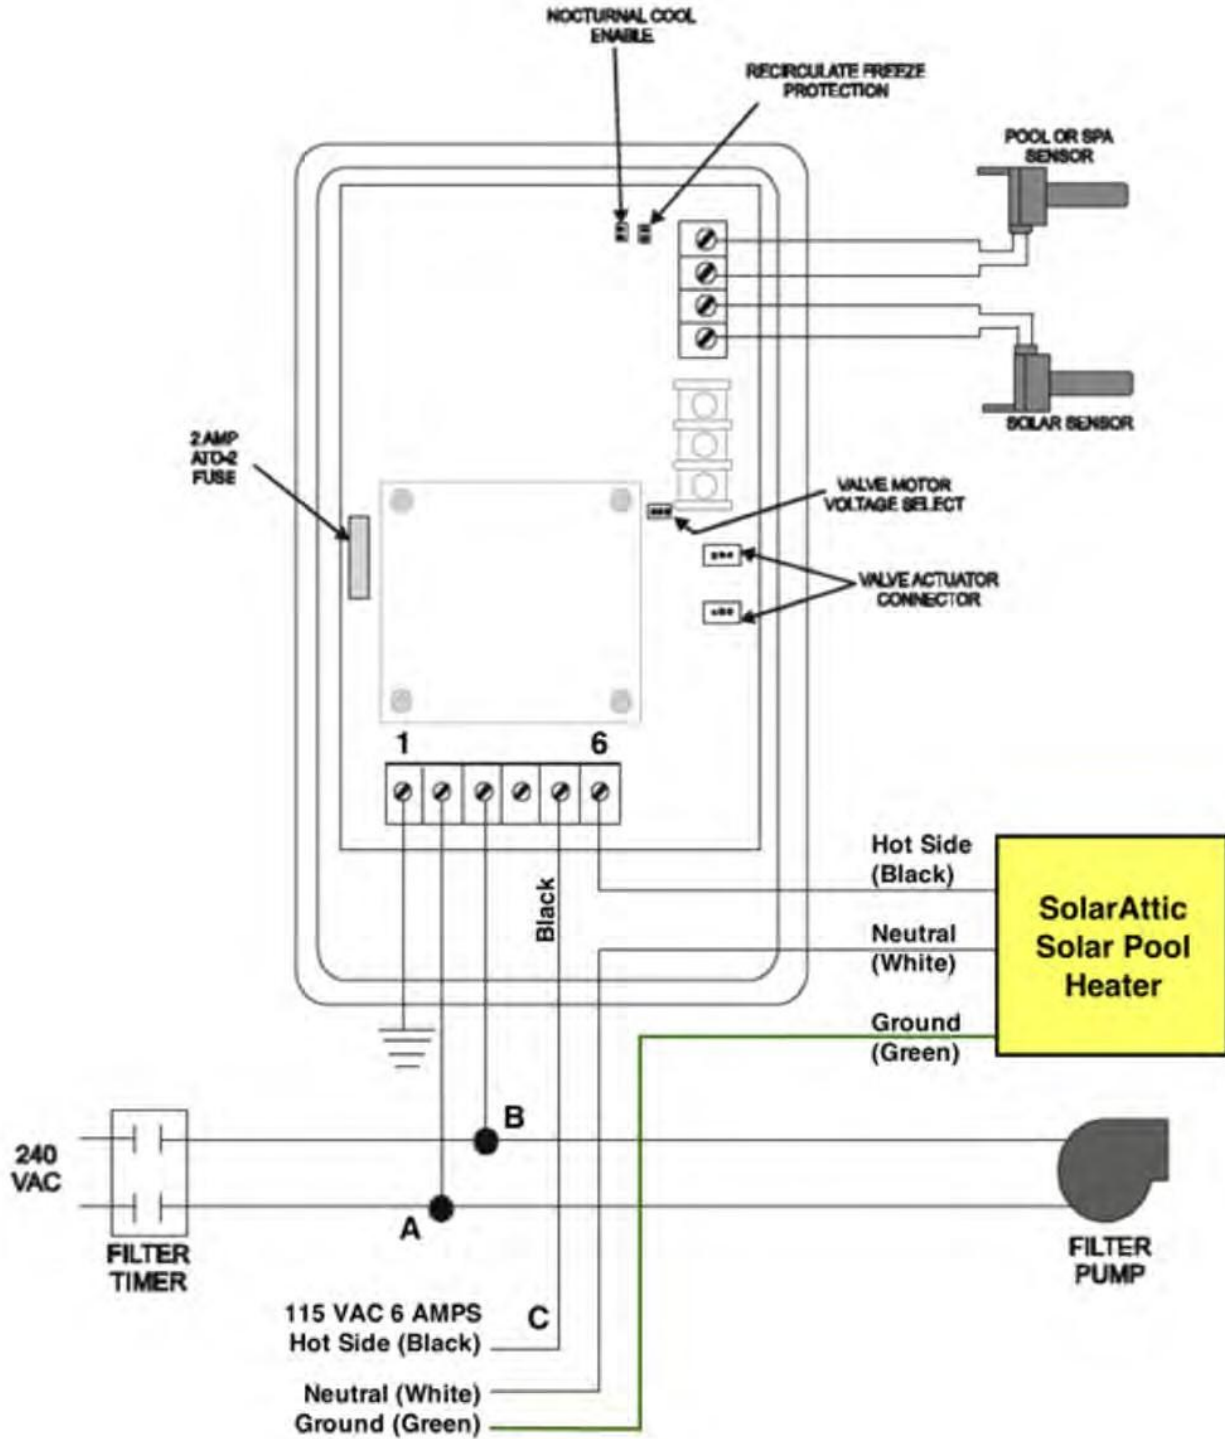 NOCTURNAL COOL
ENABLE
RECIRCULATE FREEZE
PROTECTION
POOL OR SPA
SENSOR
SOLAR SENSOR
2 AMP
ATO-2
FUSE
VALVE MOTOR
VOLTAGE SELECT
VALVE ACTUATOR
CONNECTOR
1
6
Black
Hot Side
(Black)
Neutral
(White)
Ground
(Green)
SolarAttic
Solar Pool
Heater
B
240
VAC
A
FILTER
TIMER
FILTER
PUMP
115 VAC 6 AMPS
Hot Side (Black)
C
Neutral (White)
Ground (Green)